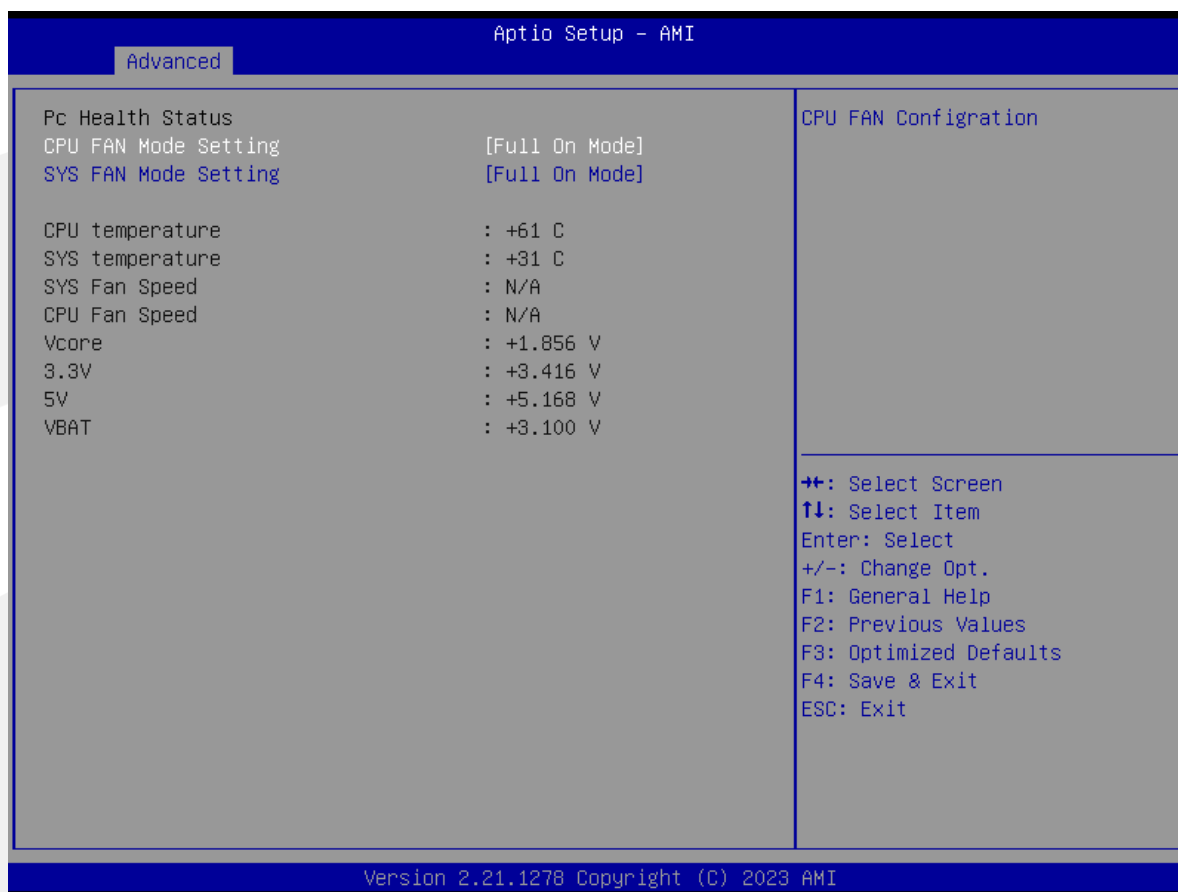 Aptio Setup – AMI
Advanced
Pc Health Status
CPU FAN Mode Setting [Full On Mode]
SYS FAN Mode Setting [Full On Mode]
CPU temperature : +61 C
SYS temperature : +31 C
SYS Fan Speed : N/A
CPU Fan Speed : N/A
Vcore : +1.856 V
3.3V : +3.416 V
5V : +5.168 V
VBAT : +3.100 V
CPU FAN Configration
→←: Select Screen
↑↓: Select Item
Enter: Select
+/-: Change Opt.
F1: General Help
F2: Previous Values
F3: Optimized Defaults
F4: Save & Exit
ESC: Exit
Version 2.21.1278 Copyright (C) 2023 AMI